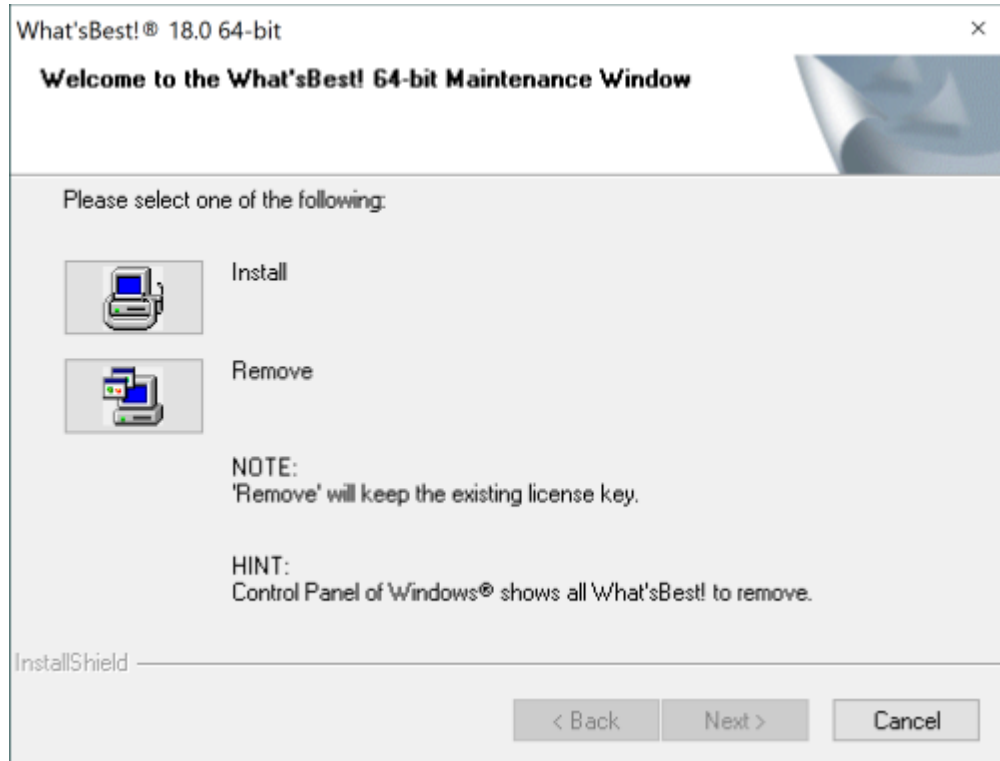 What'sBest!® 18.0 64-bit
Welcome to the What'sBest! 64-bit Maintenance Window
Please select one of the following:
Install
Remove
NOTE:
'Remove' will keep the existing license key.
HINT:
Control Panel of Windows® shows all What'sBest! to remove.
InstallShield
< Back Next > Cancel